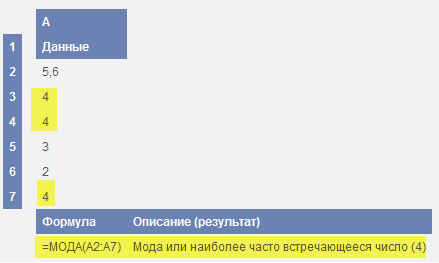 A
1 Данные
2 5,6
3 4
4 4
5 3
6 2
7 4
Формула Описание (результат)
=МОДА(A2:A7) Мода или наиболее часто встречающееся число (4)